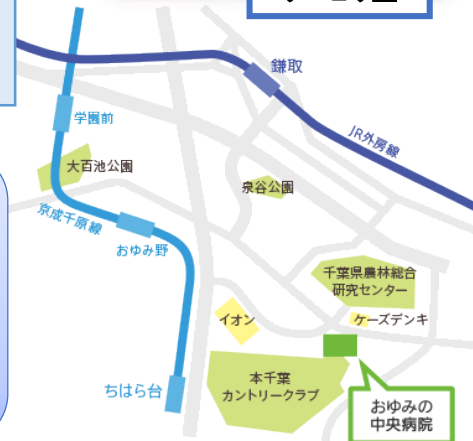 鎌取
学園前
JR外房線
大百池公園
泉谷公園
京成千原線
おゆみ野
千葉県農林総合
研究センター
イオン
ケーズデンキ
ちはら台
本千葉
カントリークラブ
おゆみの
中央病院